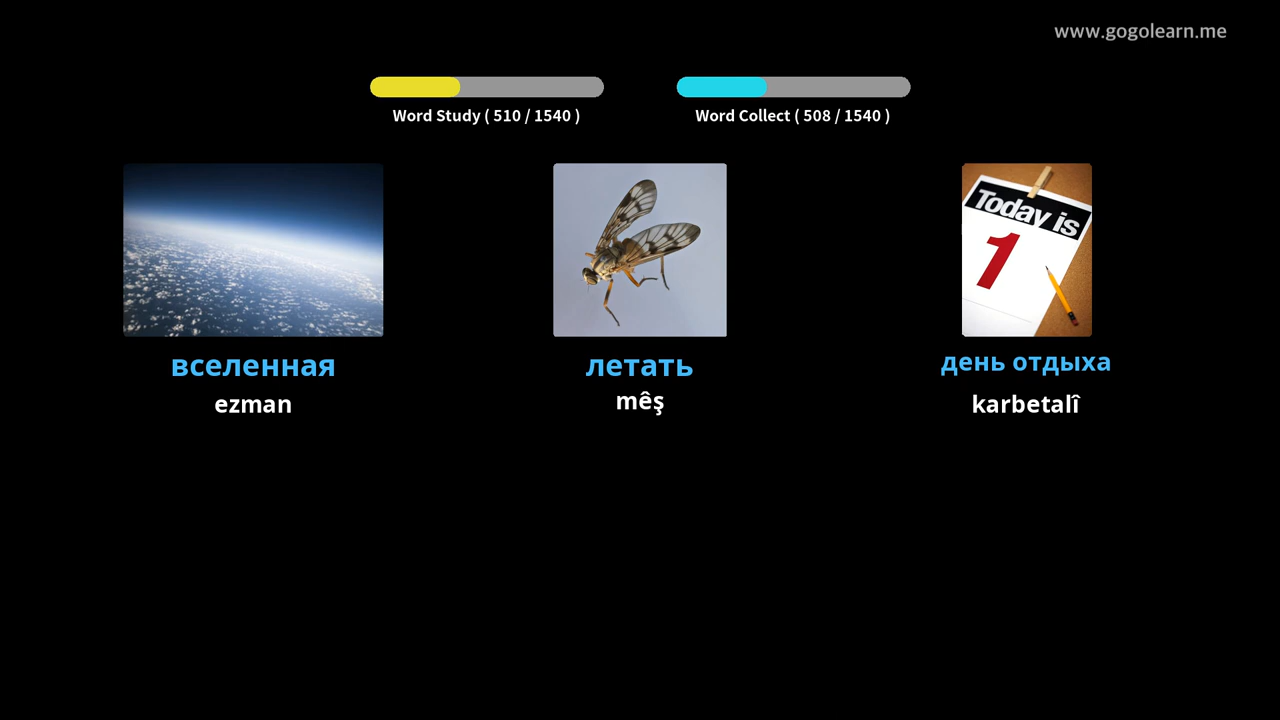 www.gogolearn.me
Word Study ( 510 / 1540 )
Word Collect ( 508 / 1540 )
Today is
1
вселенная
летать
день отдыха
ezman
mêş
karbetalî